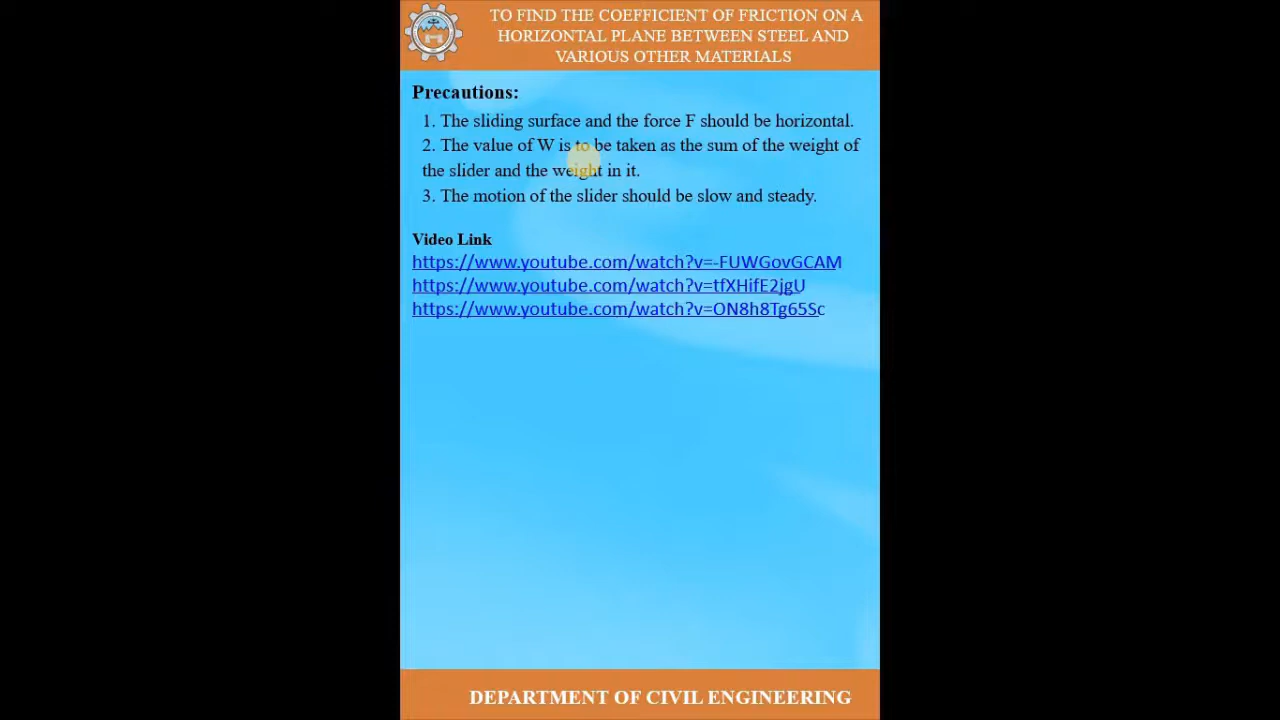 TO FIND THE COEFFICIENT OF FRICTION ON A
HORIZONTAL PLANE BETWEEN STEEL AND
VARIOUS OTHER MATERIALS
Precautions:
1. The sliding surface and the force F should be horizontal.
2. The value of W is to be taken as the sum of the weight of
the slider and the weight in it.
3. The motion of the slider should be slow and steady.
Video Link
https://www.youtube.com/watch?v=-FUWGovGCAM
https://www.youtube.com/watch?v=tfXHifE2jgU
https://www.youtube.com/watch?v=ON8h8Tg65Sc
DEPARTMENT OF CIVIL ENGINEERING